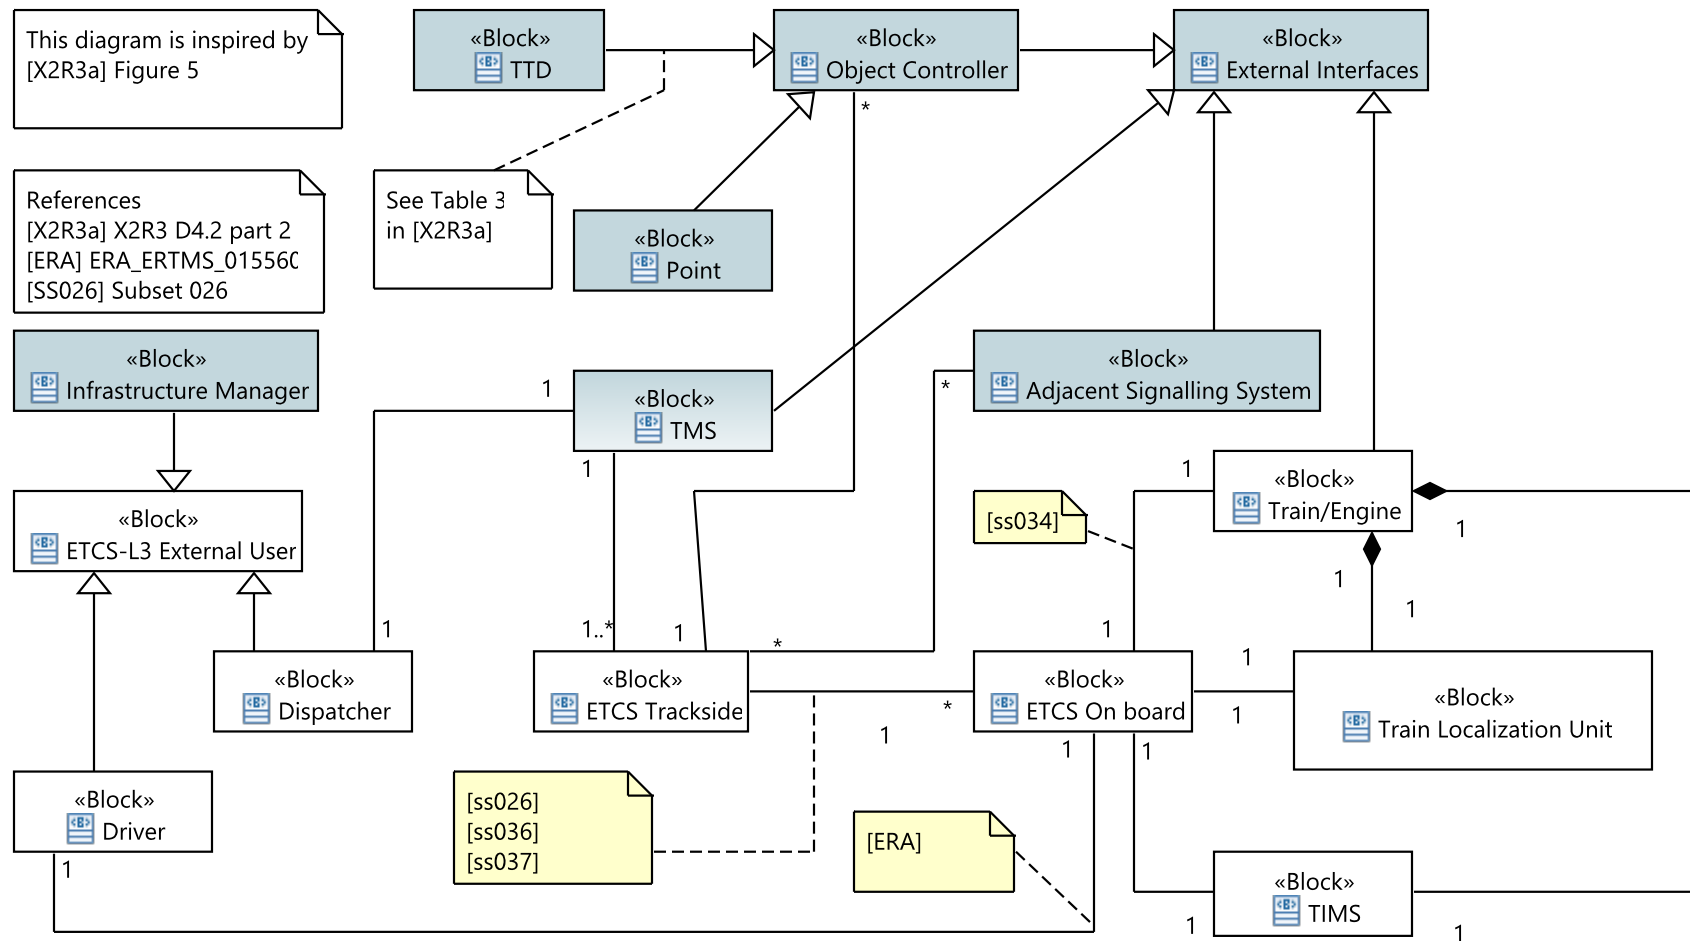 This diagram is inspired by
[X2R3a] Figure 5
«Block»
TTD
«Block»
Object Controller
«Block»
External Interfaces
*
References
[X2R3a] X2R3 D4.2 part 2
[ERA] ERA_ERTMS_015560
[SS026] Subset 026
See Table 3
in [X2R3a]
«Block»
Point
«Block»
Infrastructure Manager
1
«Block»
TMS
*
«Block»
Adjacent Signalling System
1
1
«Block»
Train/Engine
1
«Block»
ETCS-L3 External User
[ss034]
1
1
1
1..*
1
*
1
1
«Block»
Dispatcher
«Block»
ETCS Trackside
*
1
«Block»
ETCS On board
1
1
«Block»
Train Localization Unit
1
1
«Block»
Driver
1
[ss026]
[ss036]
[ss037]
[ERA]
«Block»
TIMS
1
1